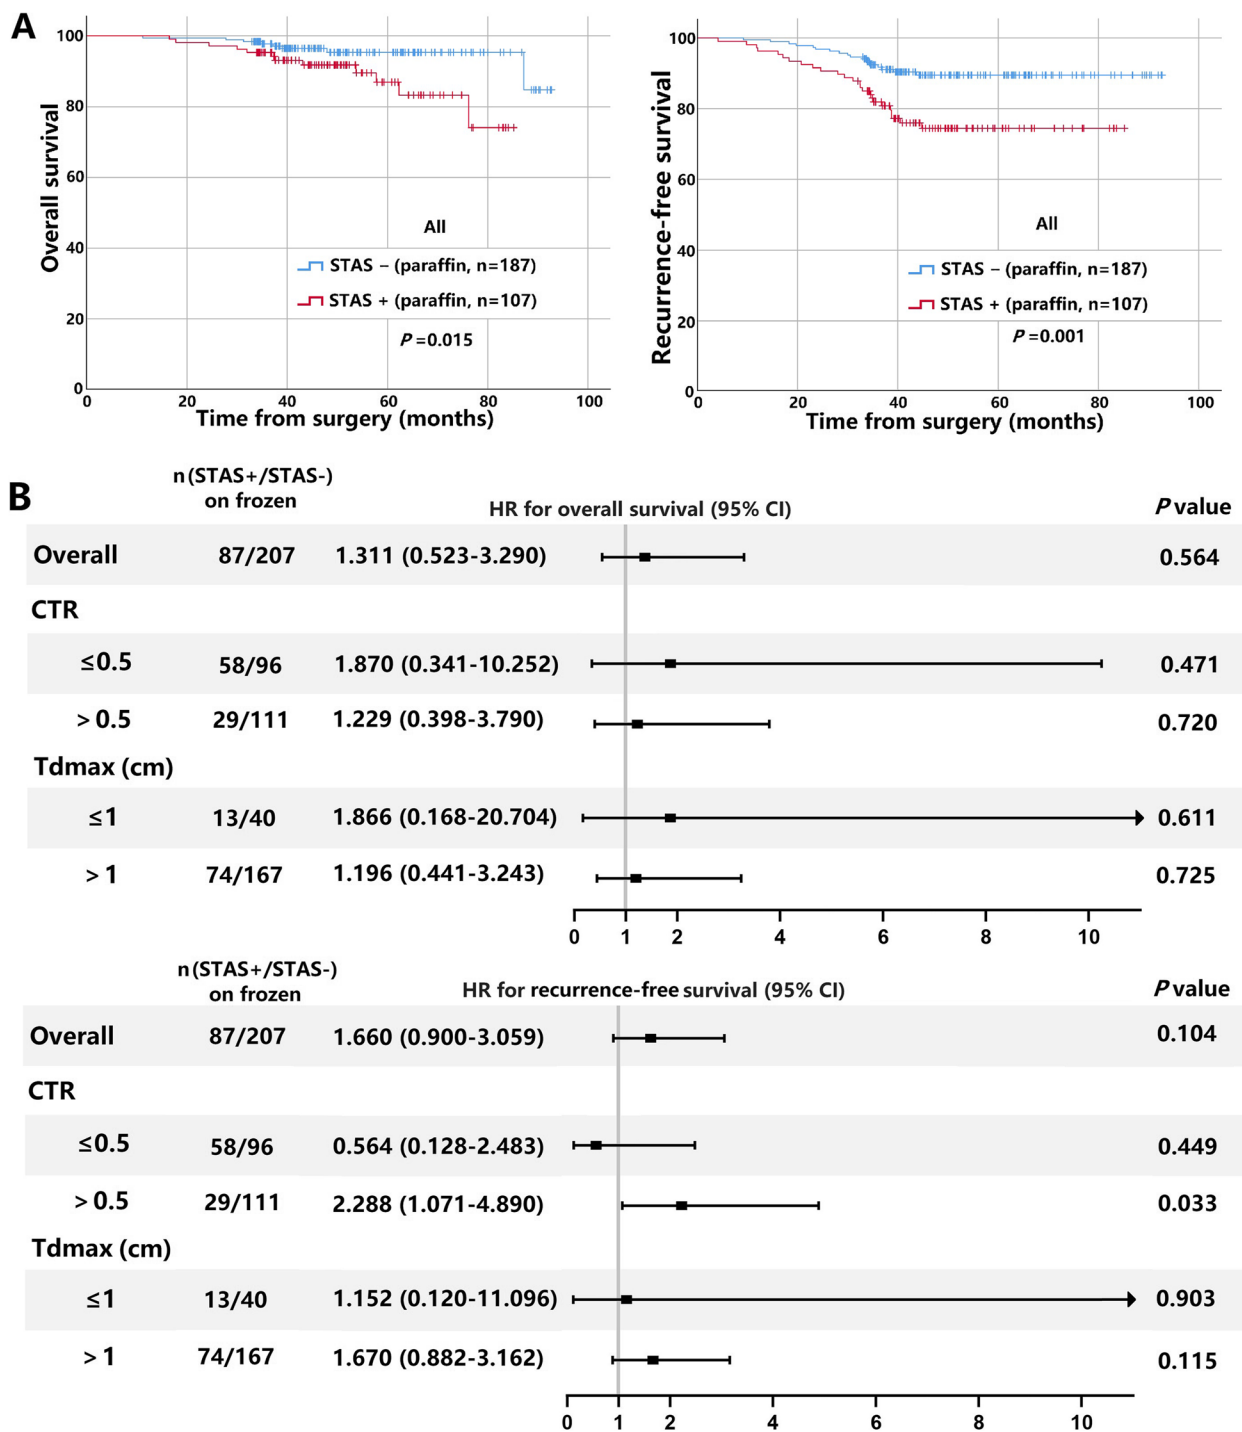 A
100
80
60
40
20
0
Overall survival
All
STAS – (paraffin, n=187)
STAS + (paraffin, n=107)
P =0.015
0 20 40 60 80 100
Time from surgery (months)
100
80
60
40
20
0
Recurrence-free survival
All
STAS – (paraffin, n=187)
STAS + (paraffin, n=107)
P =0.001
0 20 40 60 80 100
Time from surgery (months)
B
n(STAS+/STAS-)
on frozen
HR for overall survival (95% CI)
P value
Overall 87/207 1.311 (0.523-3.290) 0.564
CTR
≤0.5 58/96 1.870 (0.341-10.252) 0.471
>0.5 29/111 1.229 (0.398-3.790) 0.720
Tdmax (cm)
≤1 13/40 1.866 (0.168-20.704) 0.611
>1 74/167 1.196 (0.441-3.243) 0.725
0 1 2 4 6 8 10
n(STAS+/STAS-)
on frozen
HR for recurrence-free survival (95% CI)
P value
Overall 87/207 1.660 (0.900-3.059) 0.104
CTR
≤0.5 58/96 0.564 (0.128-2.483) 0.449
>0.5 29/111 2.288 (1.071-4.890) 0.033
Tdmax (cm)
≤1 13/40 1.152 (0.120-11.096) 0.903
>1 74/167 1.670 (0.882-3.162) 0.115
0 1 2 4 6 8 10